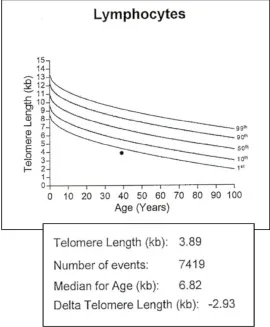 Lymphocytes
Telomere Length (kb)
15
14
13
12
11
10
9
8
7
6
5
4
3
2
1
0
99th
90th
50th
10th
1st
0 10 20 30 40 50 60 70 80 90 100
Age (Years)
Telomere Length (kb): 3.89
Number of events: 7419
Median for Age (kb): 6.82
Delta Telomere Length (kb): -2.93